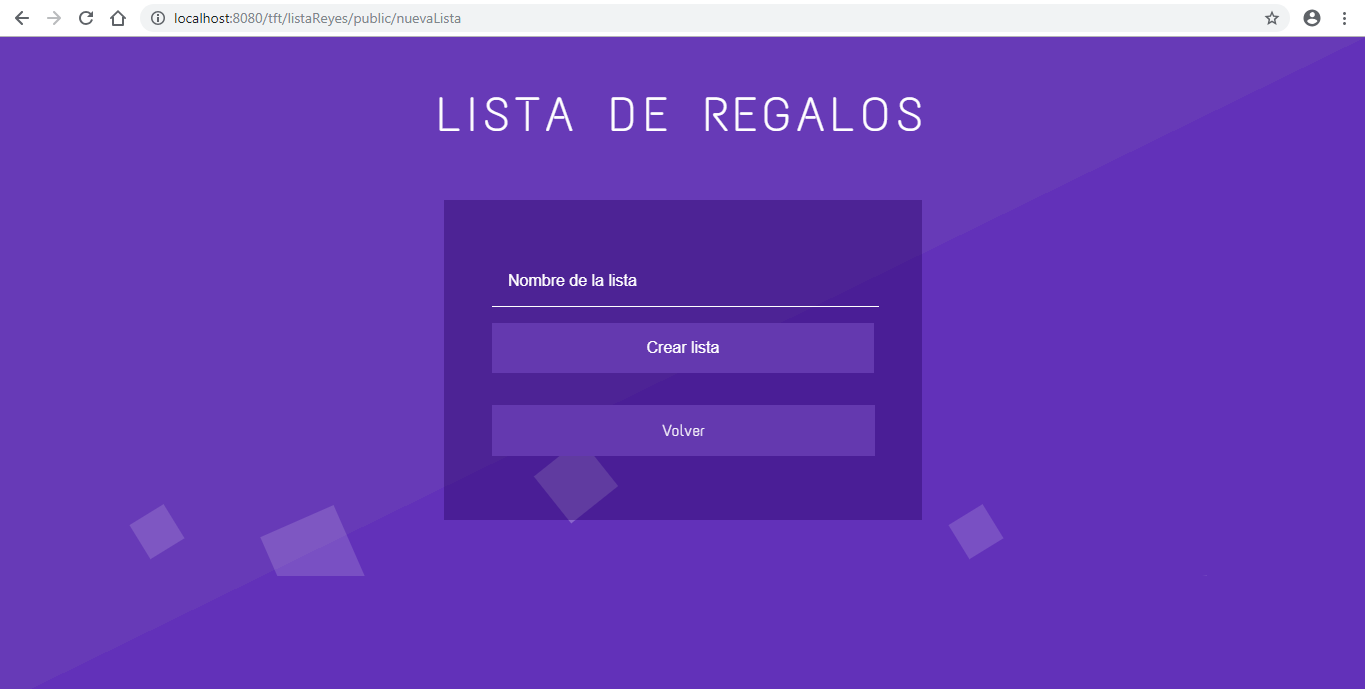 localhost:8080/tft/listaReyes/public/nuevaLista
LISTA DE REGALOS
Nombre de la lista
Crear lista
Volver